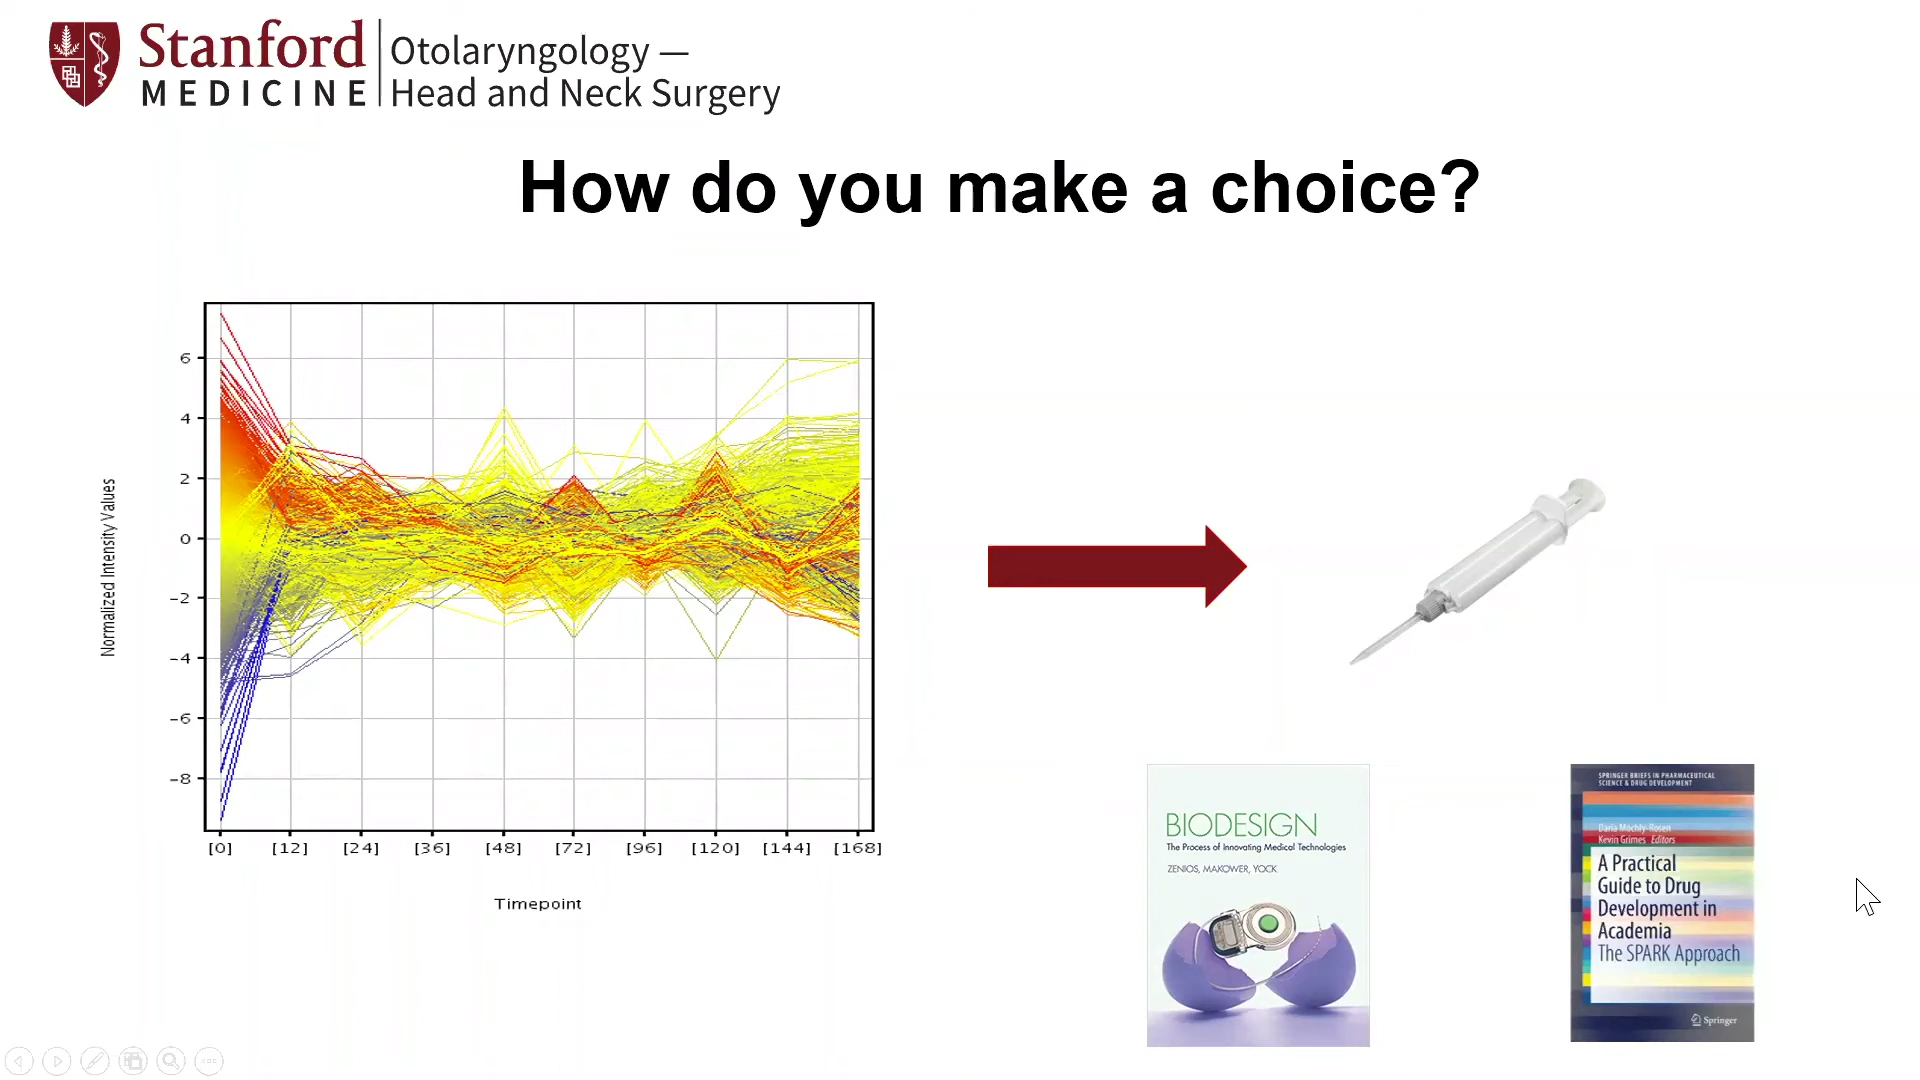 Stanford
MEDICINE
Otolaryngology —
Head and Neck Surgery
How do you make a choice?
6
4
2
0
-2
-4
-6
-8
Normalized Intensity Values
[0] [12] [24] [36] [48] [72] [96] [120] [144] [168]
Timepoint
BIODESIGN
The Process of Innovating Medical Technologies
ZENIOS, MAKOWER, YOCK
SPRINGER BRIEFS IN PHARMACEUTICAL
SCIENCE & DRUG DEVELOPMENT
Daria Mochly-Rosen
Kevin Grimes Editors
A Practical
Guide to Drug
Development in
Academia
The SPARK Approach
Springer